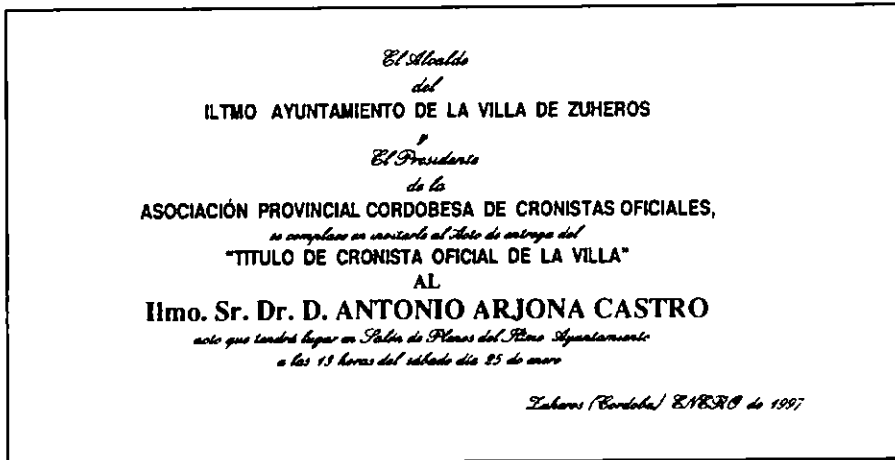 El Alcalde
del
ILTMO AYUNTAMIENTO DE LA VILLA DE ZUHEROS
y
El Presidente
de la
ASOCIACIÓN PROVINCIAL CORDOBESA DE CRONISTAS OFICIALES,
se complace en invitarle al Acto de entrega del
"TITULO DE CRONISTA OFICIAL DE LA VILLA"
AL
Ilmo. Sr. Dr. D. ANTONIO ARJONA CASTRO
acto que tendrá lugar en Salón de Plenos del Iltmo Ayuntamiento
a las 13 horas del sábado día 25 de enero
Zuheros (Cordoba) ENERO de 1997